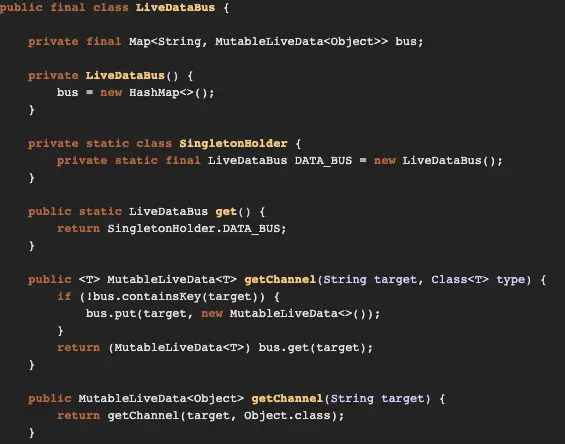 public final class LiveDataBus {
private final Map<String, MutableLiveData<Object>> bus;
private LiveDataBus() {
bus = new HashMap<>();
}
private static class SingletonHolder {
private static final LiveDataBus DATA_BUS = new LiveDataBus();
}
public static LiveDataBus get() {
return SingletonHolder.DATA_BUS;
}
public <T> MutableLiveData<T> getChannel(String target, Class<T> type) {
if (!bus.containsKey(target)) {
bus.put(target, new MutableLiveData<>());
}
return (MutableLiveData<T>) bus.get(target);
}
public MutableLiveData<Object> getChannel(String target) {
return getChannel(target, Object.class);
}